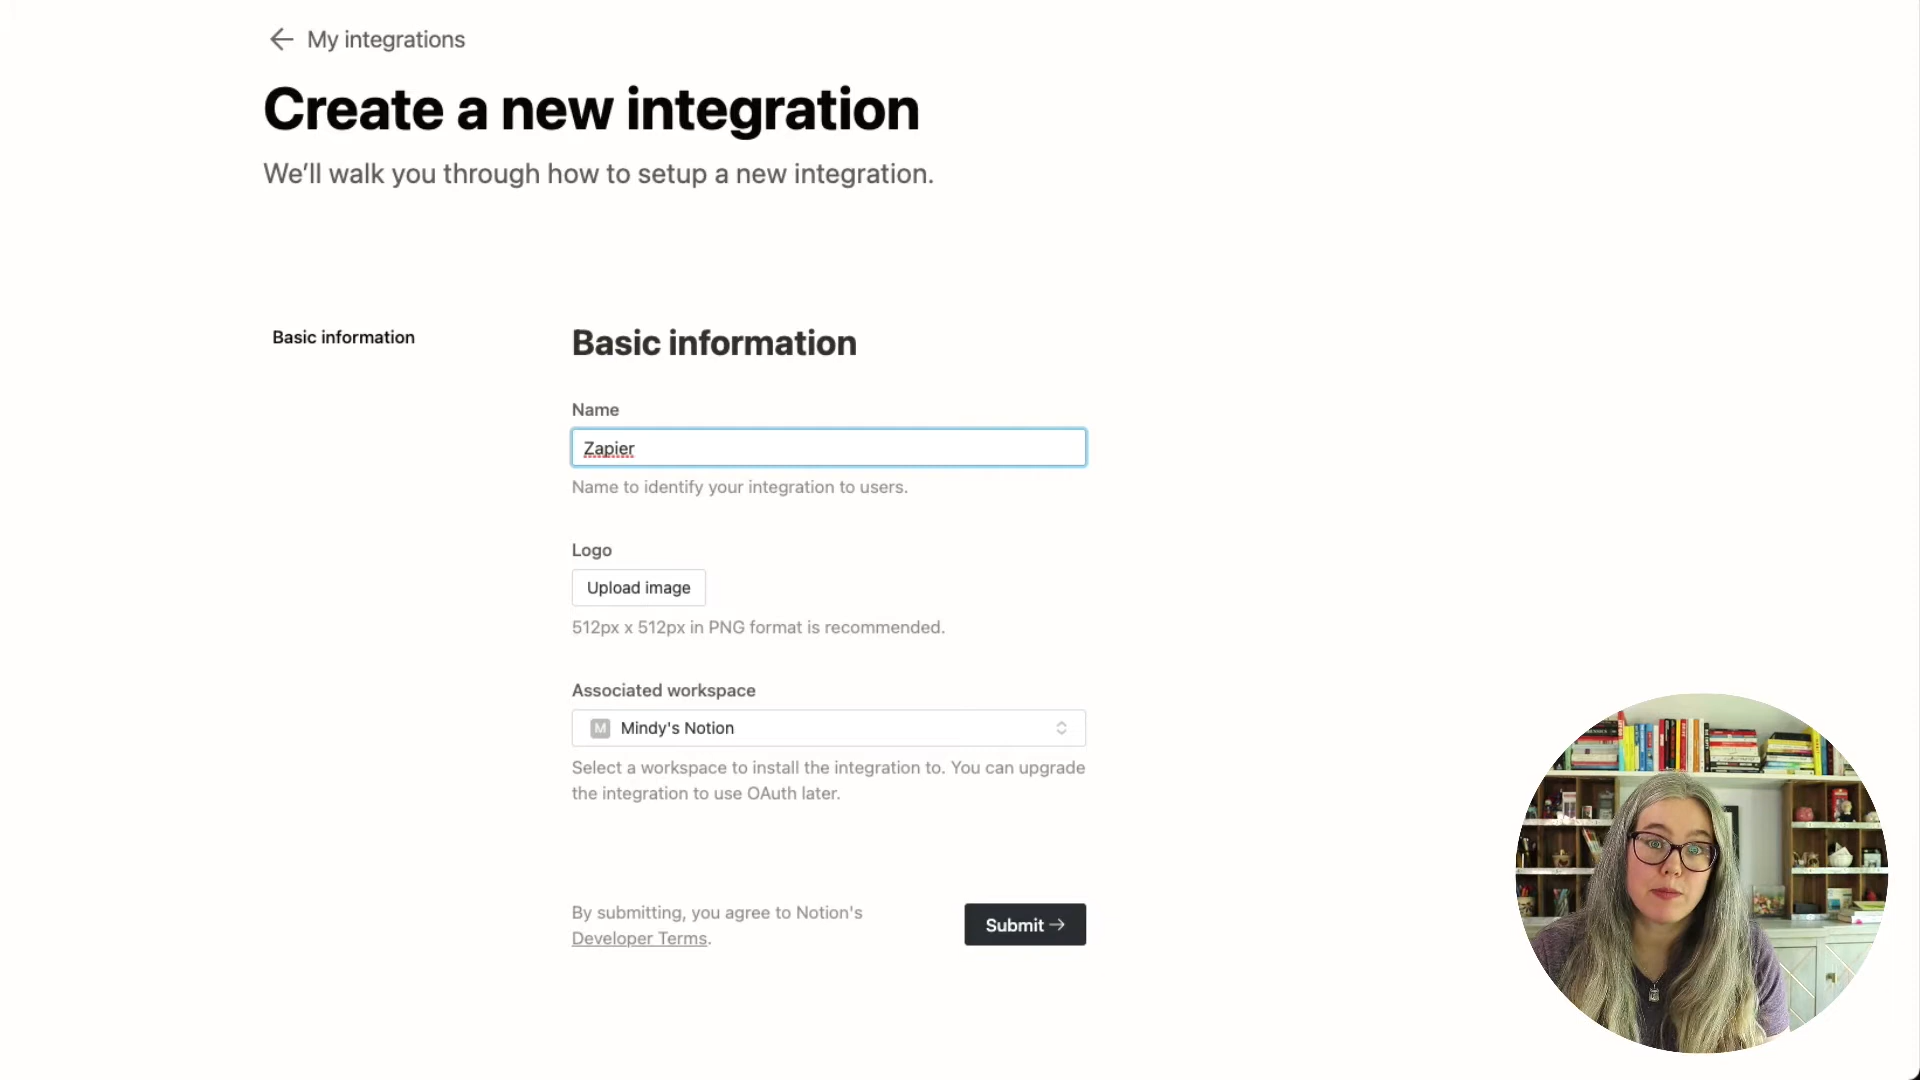 ← My integrations
Create a new integration
We’ll walk you through how to setup a new integration.
Basic information
Basic information
Name
Zapier
Name to identify your integration to users.
Logo
Upload image
512px x 512px in PNG format is recommended.
Associated workspace
M Mindy's Notion
Select a workspace to install the integration to. You can upgrade
the integration to use OAuth later.
By submitting, you agree to Notion's
Developer Terms.
Submit →